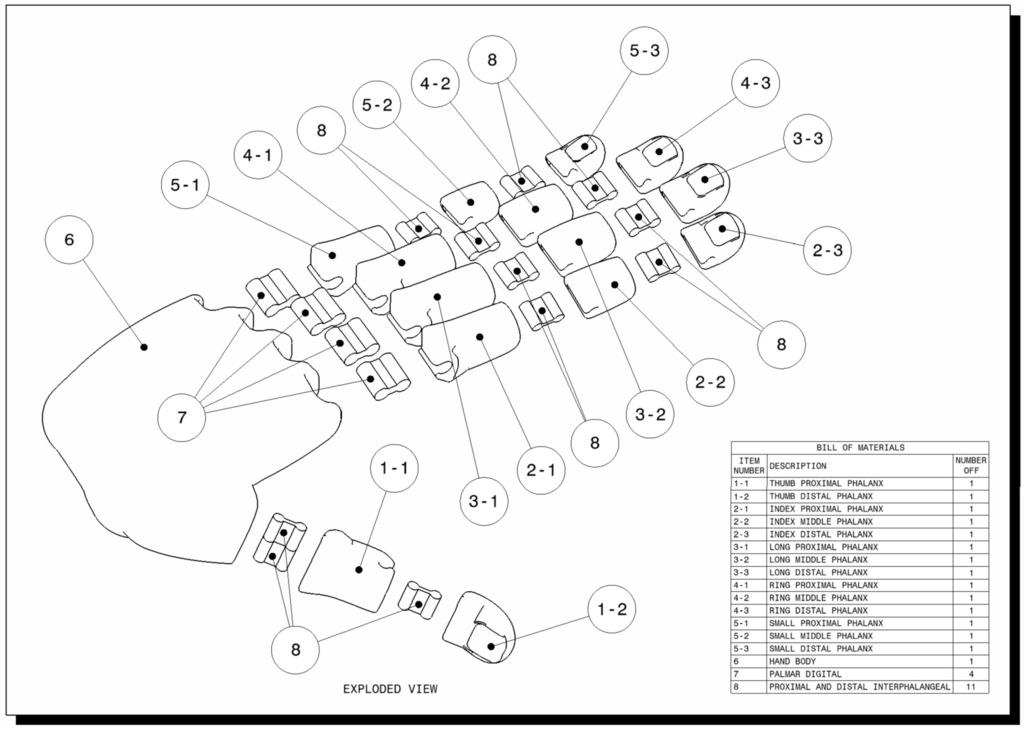 5-3
8
4-2
4-3
5-2
8
3-3
4-1
5-1
6
2-3
8
2-2
3-2
7
8
1-1
2-1
3-1
1-2
8
EXPLODED VIEW
BILL OF MATERIALS
ITEM NUMBER DESCRIPTION NUMBER OFF
1-1 THUMB PROXIMAL PHALANX 1
1-2 THUMB DISTAL PHALANX 1
2-1 INDEX PROXIMAL PHALANX 1
2-2 INDEX MIDDLE PHALANX 1
2-3 INDEX DISTAL PHALANX 1
3-1 LONG PROXIMAL PHALANX 1
3-2 LONG MIDDLE PHALANX 1
3-3 LONG DISTAL PHALANX 1
4-1 RING PROXIMAL PHALANX 1
4-2 RING MIDDLE PHALANX 1
4-3 RING DISTAL PHALANX 1
5-1 SMALL PROXIMAL PHALANX 1
5-2 SMALL MIDDLE PHALANX 1
5-3 SMALL DISTAL PHALANX 1
6 HAND BODY 1
7 PALMAR DIGITAL 4
8 PROXIMAL AND DISTAL INTERPHALANGEAL 11